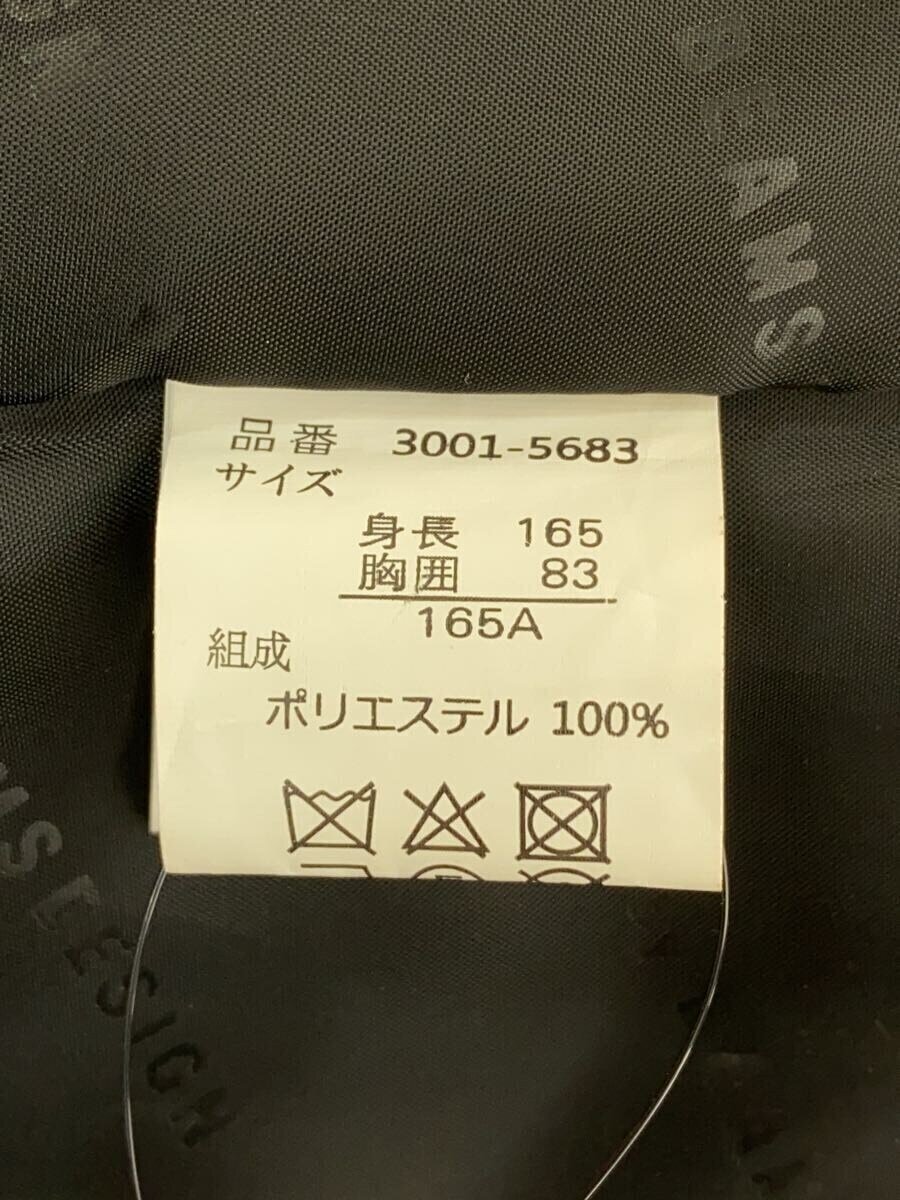 BEAMS
品番 3001-5683
サイズ
身長 165
胸囲 83
165A
組成
ポリエステル 100%